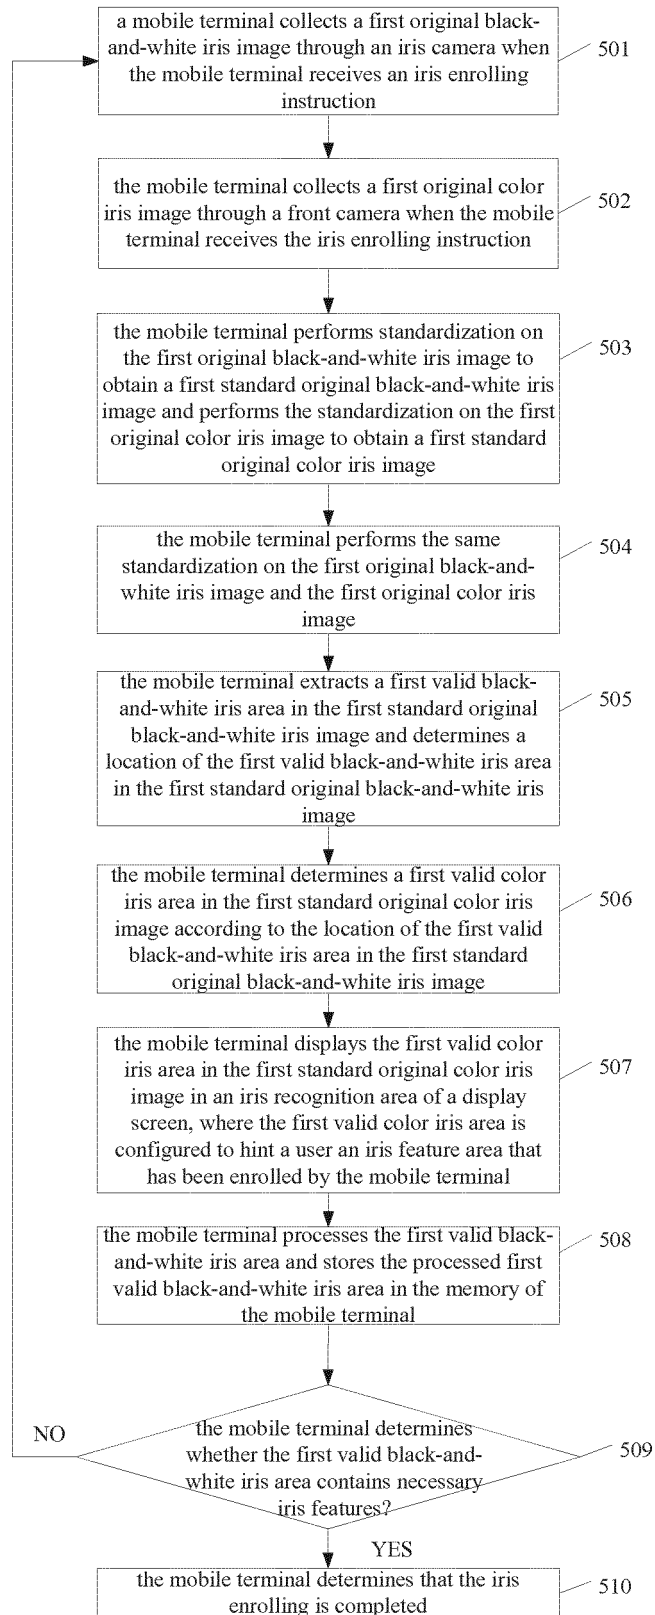 a mobile terminal collects a first original black-
and-white iris image through an iris camera when
the mobile terminal receives an iris enrolling
instruction
501
the mobile terminal collects a first original color
iris image through a front camera when the mobile
terminal receives the iris enrolling instruction
502
the mobile terminal performs standardization on
the first original black-and-white iris image to
obtain a first standard original black-and-white iris
image and performs the standardization on the first
original color iris image to obtain a first standard
original color iris image
503
the mobile terminal performs the same
standardization on the first original black-and-
white iris image and the first original color iris
image
504
the mobile terminal extracts a first valid black-
and-white iris area in the first standard original
black-and-white iris image and determines a
location of the first valid black-and-white iris area
in the first standard original black-and-white iris
image
505
the mobile terminal determines a first valid color
iris area in the first standard original color iris
image according to the location of the first valid
black-and-white iris area in the first standard
original black-and-white iris image
506
the mobile terminal displays the first valid color
iris area in the first standard original color iris
image in an iris recognition area of a display
screen, where the first valid color iris area is
configured to hint a user an iris feature area that
has been enrolled by the mobile terminal
507
the mobile terminal processes the first valid black-
and-white iris area and stores the processed first
valid black-and-white iris area in the memory of
the mobile terminal
508
NO
the mobile terminal determines
whether the first valid black-and-
white iris area contains necessary
iris features?
509
YES
the mobile terminal determines that the iris
enrolling is completed
510